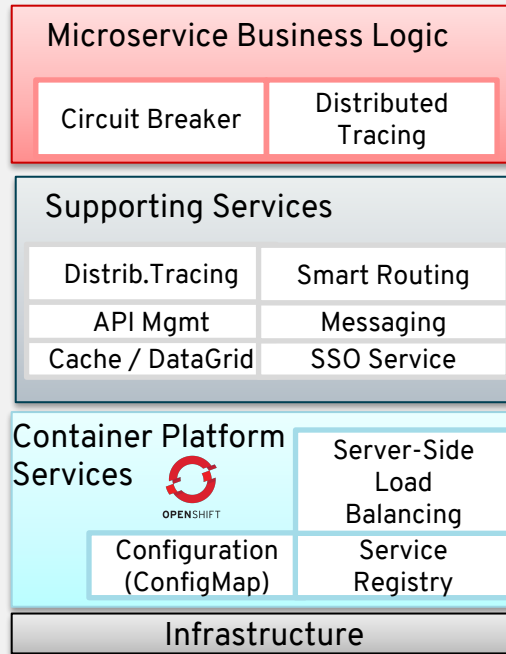 Microservice Business Logic
Circuit Breaker
Distributed
Tracing
Supporting Services
Distrib.Tracing
Smart Routing
API Mgmt
Messaging
Cache / DataGrid
SSO Service
Container Platform
Services
OPENSHIFT
Server-Side
Load
Balancing
Configuration
(ConfigMap)
Service
Registry
Infrastructure